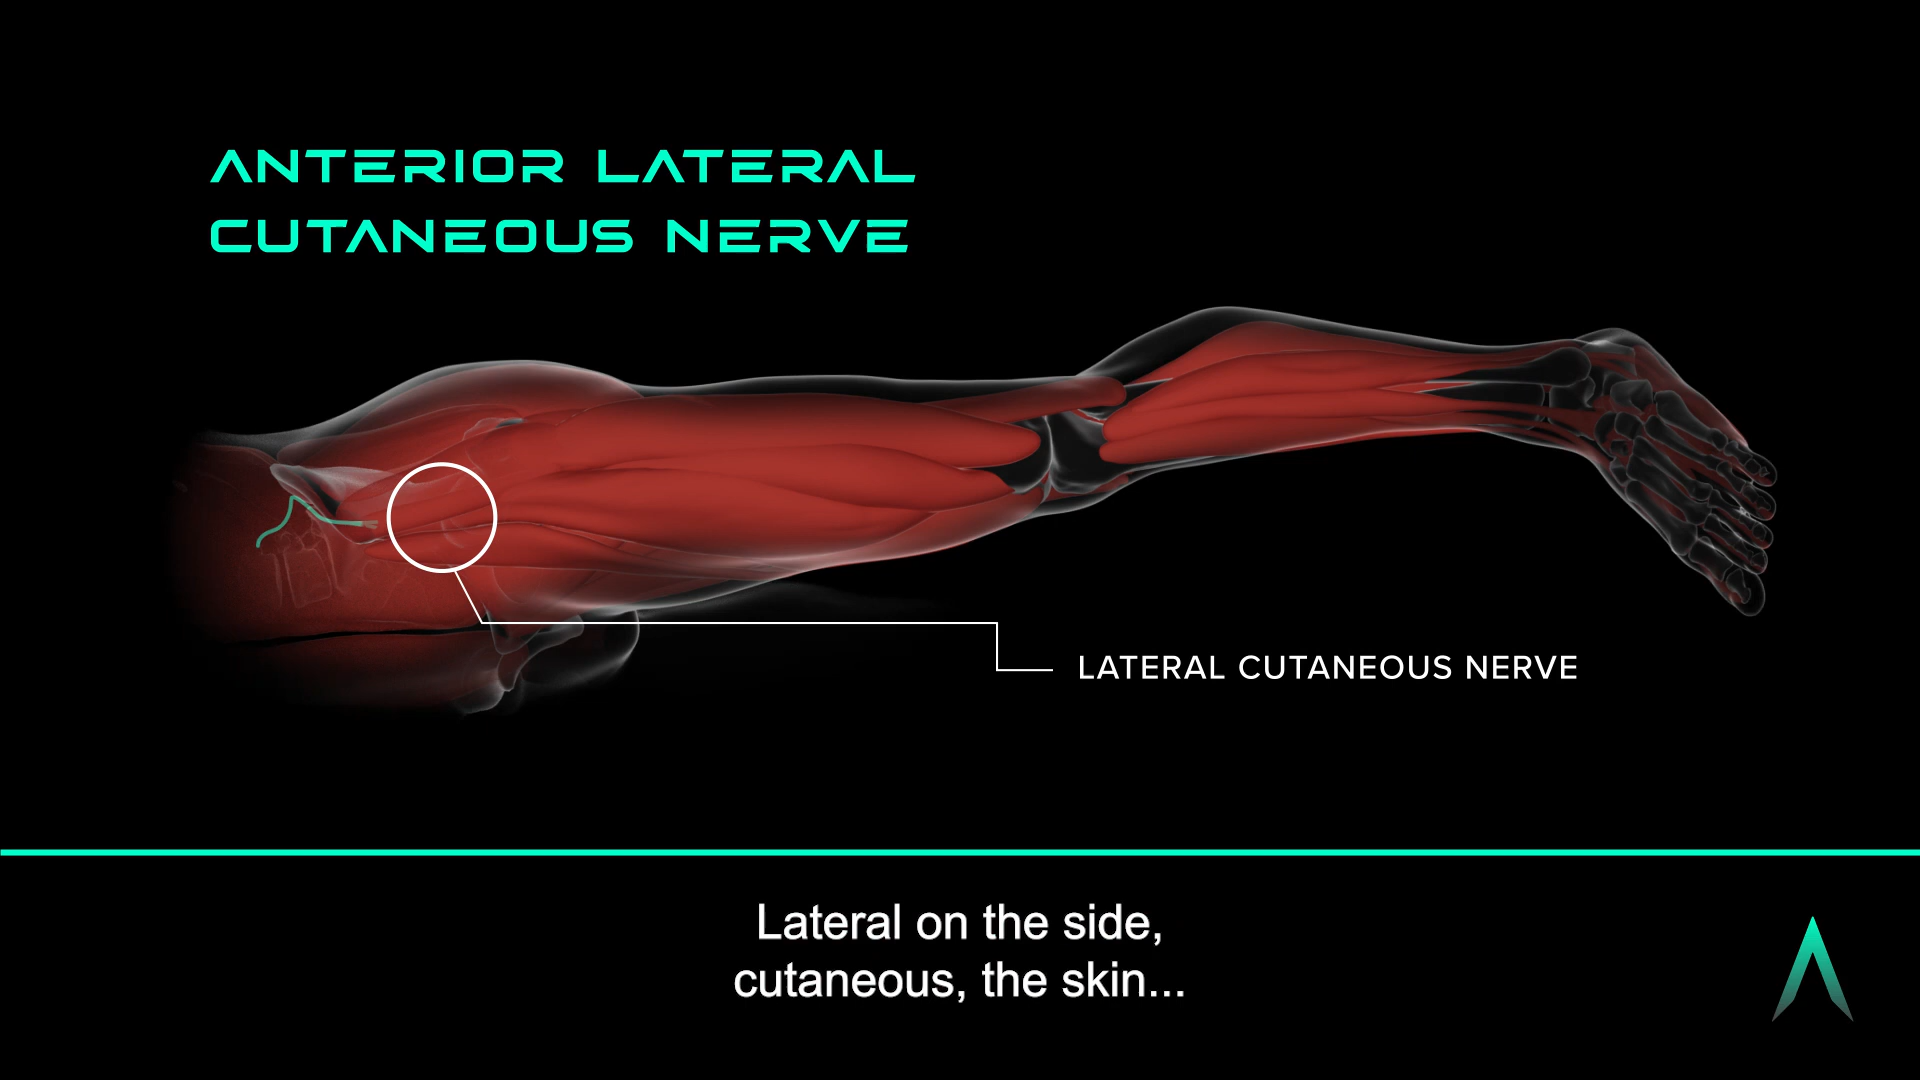 ANTERIOR LATERAL
CUTANEOUS NERVE
LATERAL CUTANEOUS NERVE
Lateral on the side,
cutaneous, the skin...